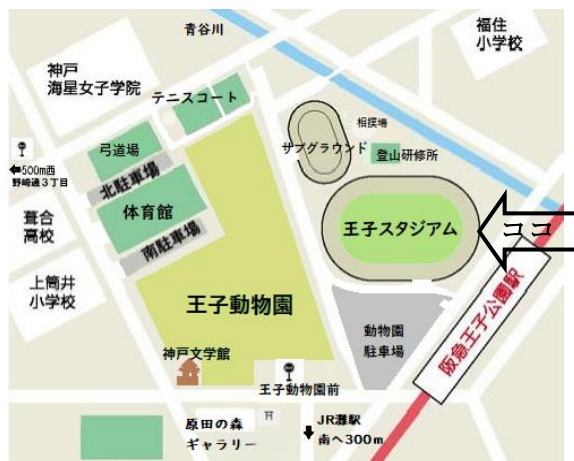 青谷川
福住
小学校
神戸
海星女子学院
テニスコート
相撲場
サブグラウンド
登山研修所
弓道場
北駐車場
体育館
南駐車場
←500m西
野崎通3丁目
葺合
高校
上筒井
小学校
王子スタジアム
ココ
王子動物園
動物園
駐車場
阪急王子公園駅
神戸文学館
王子動物園前
原田の森
ギャラリー
JR灘駅
南へ300m